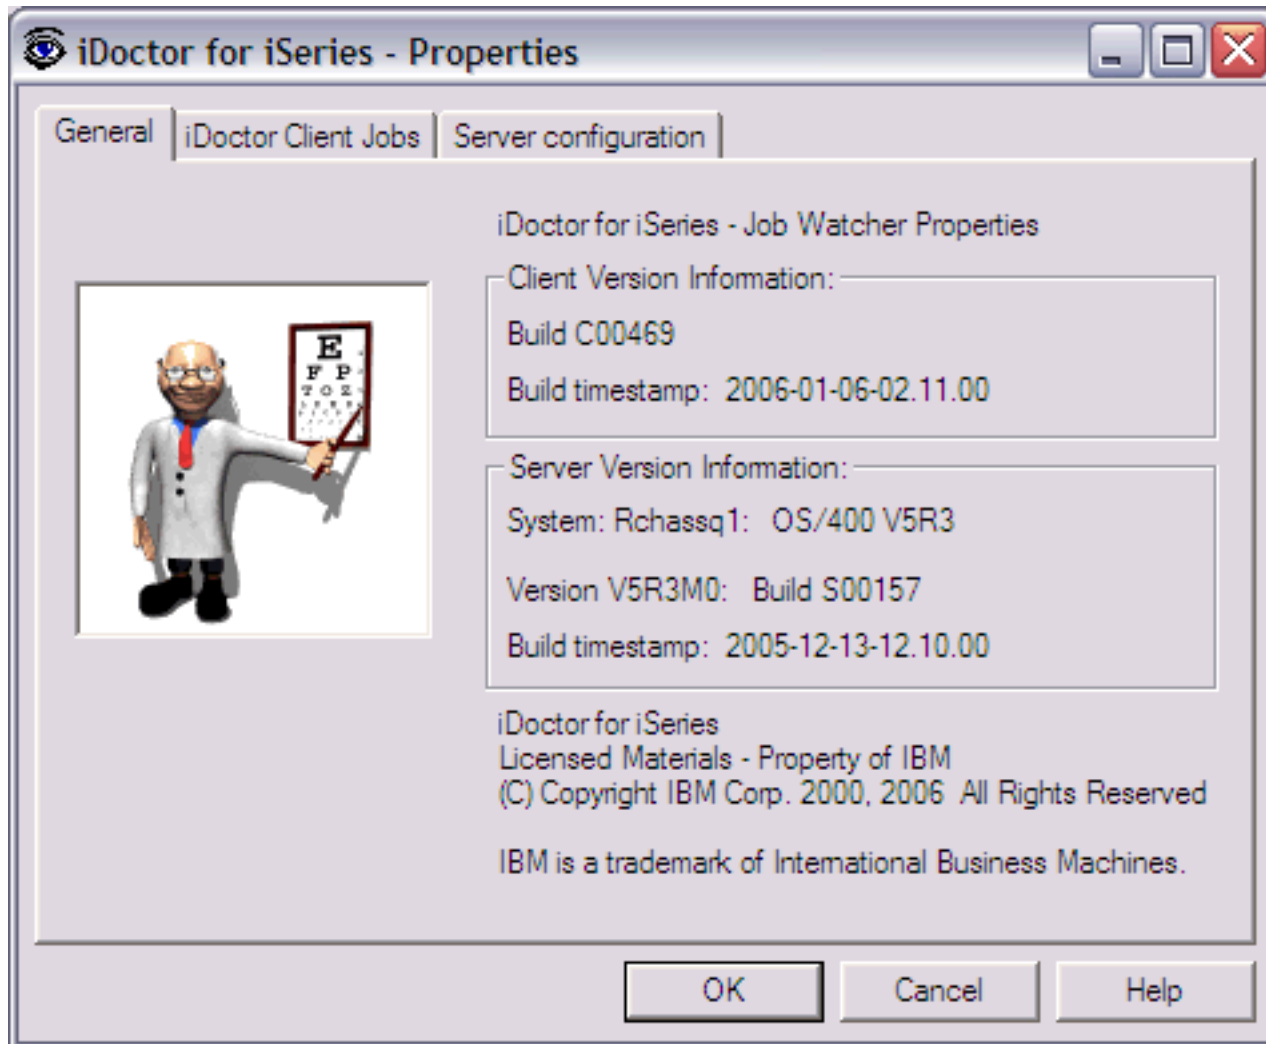 iDoctor for iSeries - Properties
General
iDoctor Client Jobs
Server configuration
iDoctor for iSeries - Job Watcher Properties
Client Version Information:
Build C00469
Build timestamp: 2006-01-06-02.11.00
E
F P
T O Z
Server Version Information:
System: Rchassq1: OS/400 V5R3
Version V5R3M0: Build S00157
Build timestamp: 2005-12-13-12.10.00
iDoctor for iSeries
Licensed Materials - Property of IBM
(C) Copyright IBM Corp. 2000, 2006 All Rights Reserved
IBM is a trademark of International Business Machines.
OK
Cancel
Help